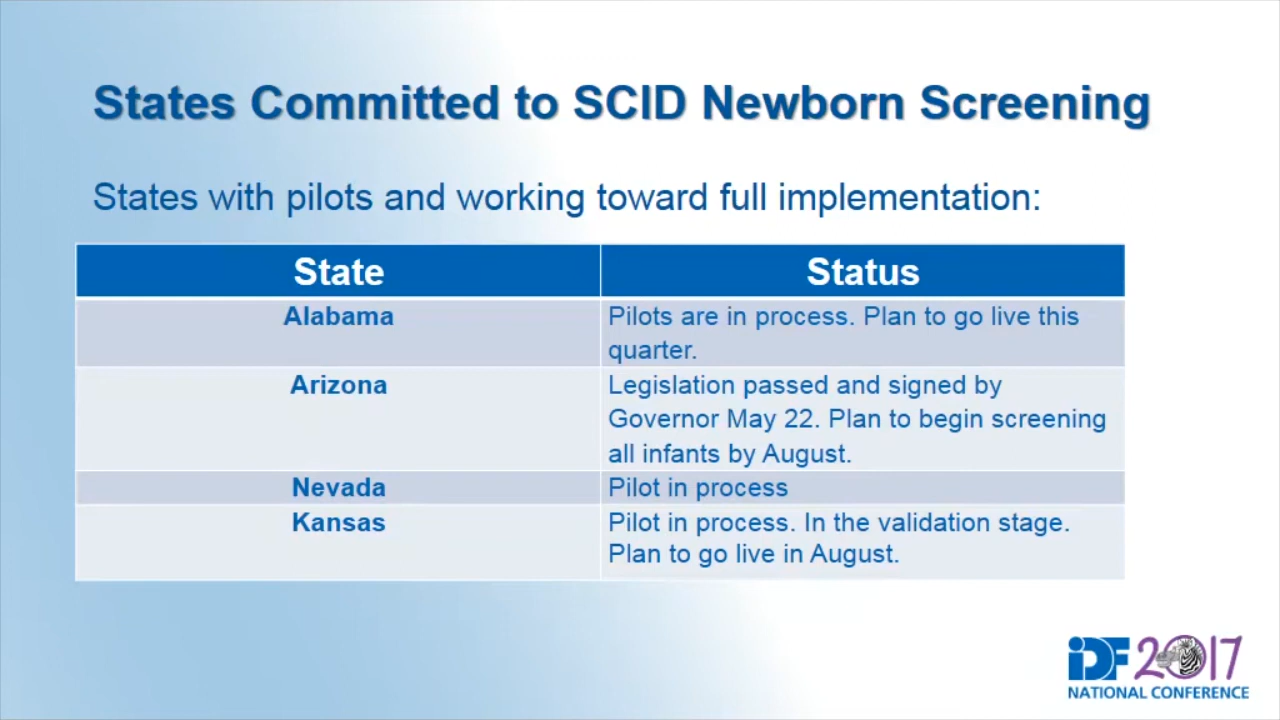 States Committed to SCID Newborn Screening
States with pilots and working toward full implementation:
State
Status
Alabama
Pilots are in process. Plan to go live this
quarter.
Arizona
Legislation passed and signed by
Governor May 22. Plan to begin screening
all infants by August.
Nevada
Pilot in process
Kansas
Pilot in process. In the validation stage.
Plan to go live in August.
iDF 2017
NATIONAL CONFERENCE